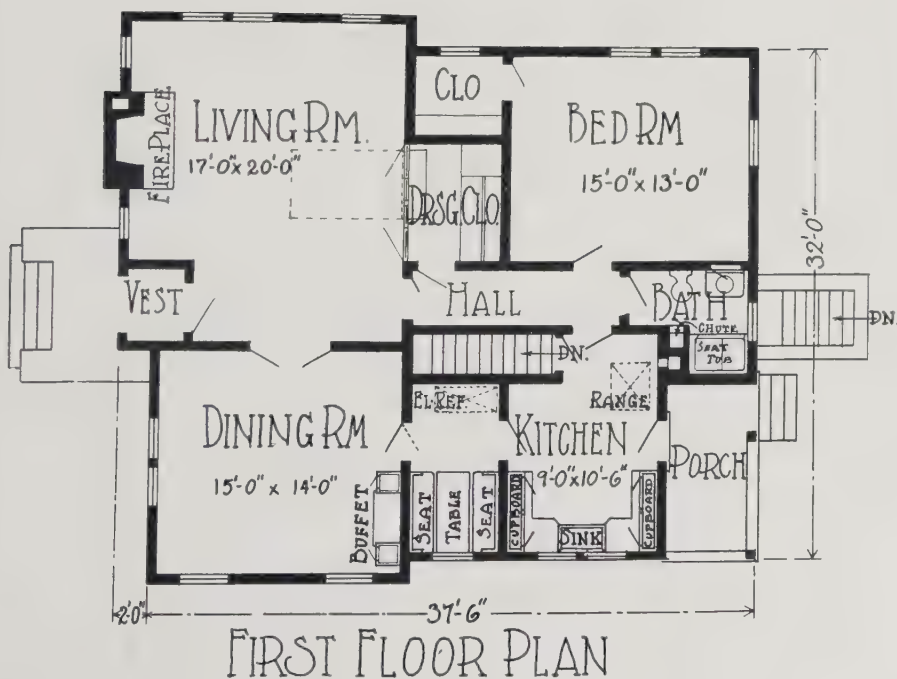 CLO
LIVING RM.
17'-0" x 20'-0"
FIREPLACE
BED RM
15'-0" x 13'-0"
DRSG. CLO.
32'-0"
VEST
HALL
BATH
CHUTE
SEAT
TUB
DN.
DN.
EL REF
RANGE
DINING RM
15'-0" x 14'-0"
KITCHEN
9'-0" x 10'-6"
PORCH
BUFFET
SEAT
TABLE
SEAT
CUPBOARD
SINK
CUPBOARD
2'-0"
37'-6"
FIRST FLOOR PLAN